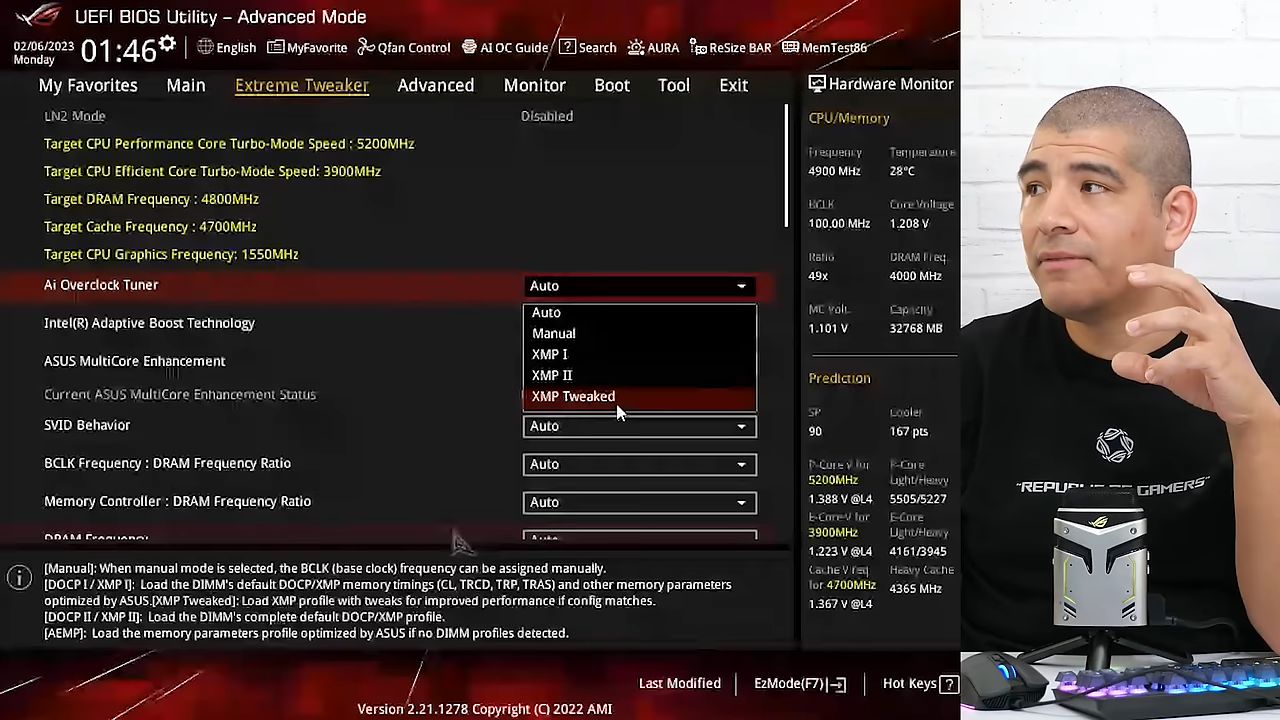 UEFI BIOS Utility – Advanced Mode
02/06/2023
Monday
01:46
English
MyFavorite
Qfan Control
AI OC Guide
? Search
AURA
ReSize BAR
MemTest86
My Favorites
Main
Extreme Tweaker
Advanced
Monitor
Boot
Tool
Exit
LN2 Mode
Disabled
Target CPU Performance Core Turbo-Mode Speed : 5200MHz
Target CPU Efficient Core Turbo-Mode Speed: 3900MHz
Target DRAM Frequency : 4800MHz
Target Cache Frequency : 4700MHz
Target CPU Graphics Frequency: 1550MHz
Ai Overclock Tuner
Auto
Auto
Manual
XMP I
XMP II
XMP Tweaked
Intel(R) Adaptive Boost Technology
ASUS MultiCore Enhancement
Current ASUS MultiCore Enhancement Status
SVID Behavior
Auto
BCLK Frequency : DRAM Frequency Ratio
Auto
Memory Controller : DRAM Frequency Ratio
Auto
DRAM Frequency
Auto
[Manual]: When manual mode is selected, the BCLK (base clock) frequency can be assigned manually.
[DOCP I / XMP I]: Load the DIMM's default DOCP/XMP memory timings (CL, TRCD, TRP, TRAS) and other memory parameters
optimized by ASUS.[XMP Tweaked]: Load XMP profile with tweaks for improved performance if config matches.
[DOCP II / XMP II]: Load the DIMM's complete default DOCP/XMP profile.
[AEMP]: Load the memory parameters profile optimized by ASUS if no DIMM profiles detected.
Hardware Monitor
CPU/Memory
Frequency Temperature
4900 MHz 28°C
BCLK Core Voltage
100.00 MHz 1.208 V
Ratio DRAM Freq.
49x 4000 MHz
MC Volt. Capacity
1.101 V 32768 MB
Prediction
SP Cooler
90 167 pts
P-Core V for P-Core
5200MHz Light/Heavy
1.388 V @L4 5505/5227
E-Core V for E-Core
3900MHz Light/Heavy
1.223 V @L4 4161/3945
Cache V req Heavy Cache
for 4700MHz 4365 MHz
1.367 V @L4
Last Modified
EzMode(F7)
Hot Keys ?
Version 2.21.1278 Copyright (C) 2022 AMI
"REPUBLIC OF GAMERS"